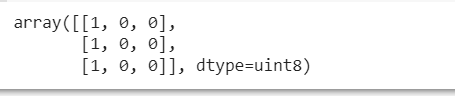 array([[1, 0, 0],
       [1, 0, 0],
       [1, 0, 0]], dtype=uint8)